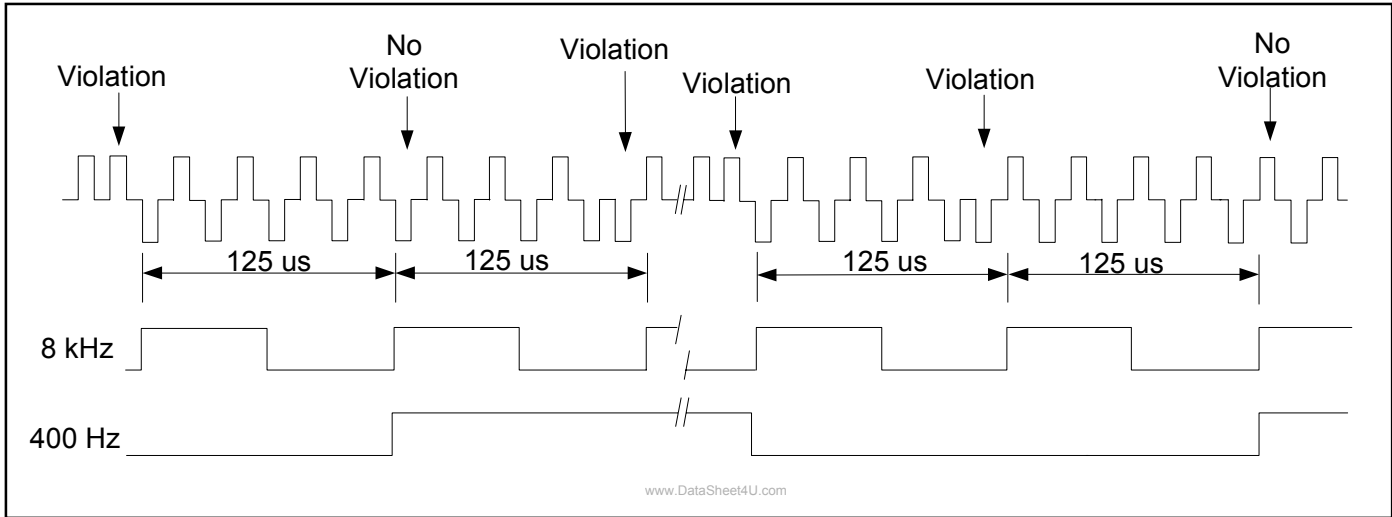 Violation
No
Violation
Violation
Violation
Violation
No
Violation
125 us
125 us
125 us
125 us
8 kHz
400 Hz
www.DataSheet4U.com